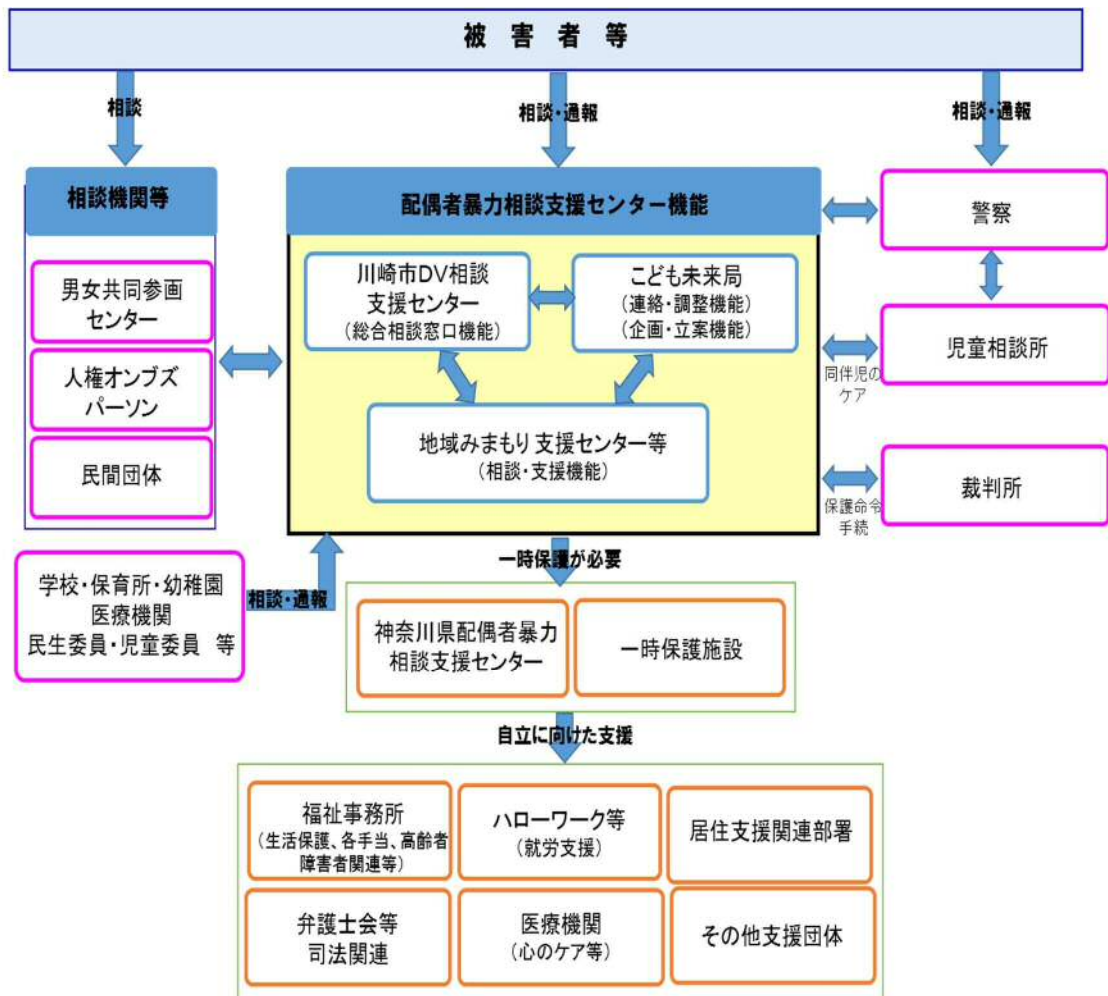 被害者等
相談
相談・通報
相談・通報
相談機関等
男女共同参画
センター
人権オンブズ
パーソン
民間団体
配偶者暴力相談支援センター機能
川崎市DV相談
支援センター
(総合相談窓口機能)
こども未来局
(連絡・調整機能)
(企画・立案機能)
地域みまもり支援センター等
(相談・支援機能)
警察
児童相談所
同伴児の
ケア
裁判所
保護命令
手続
学校・保育所・幼稚園
医療機関
民生委員・児童委員 等
相談・通報
一時保護が必要
神奈川県配偶者暴力
相談支援センター
一時保護施設
自立に向けた支援
福祉事務所
(生活保護、各手当、高齢者
障害者関連等)
ハローワーク等
(就労支援)
居住支援関連部署
弁護士会等
司法関連
医療機関
(心のケア等)
その他支援団体